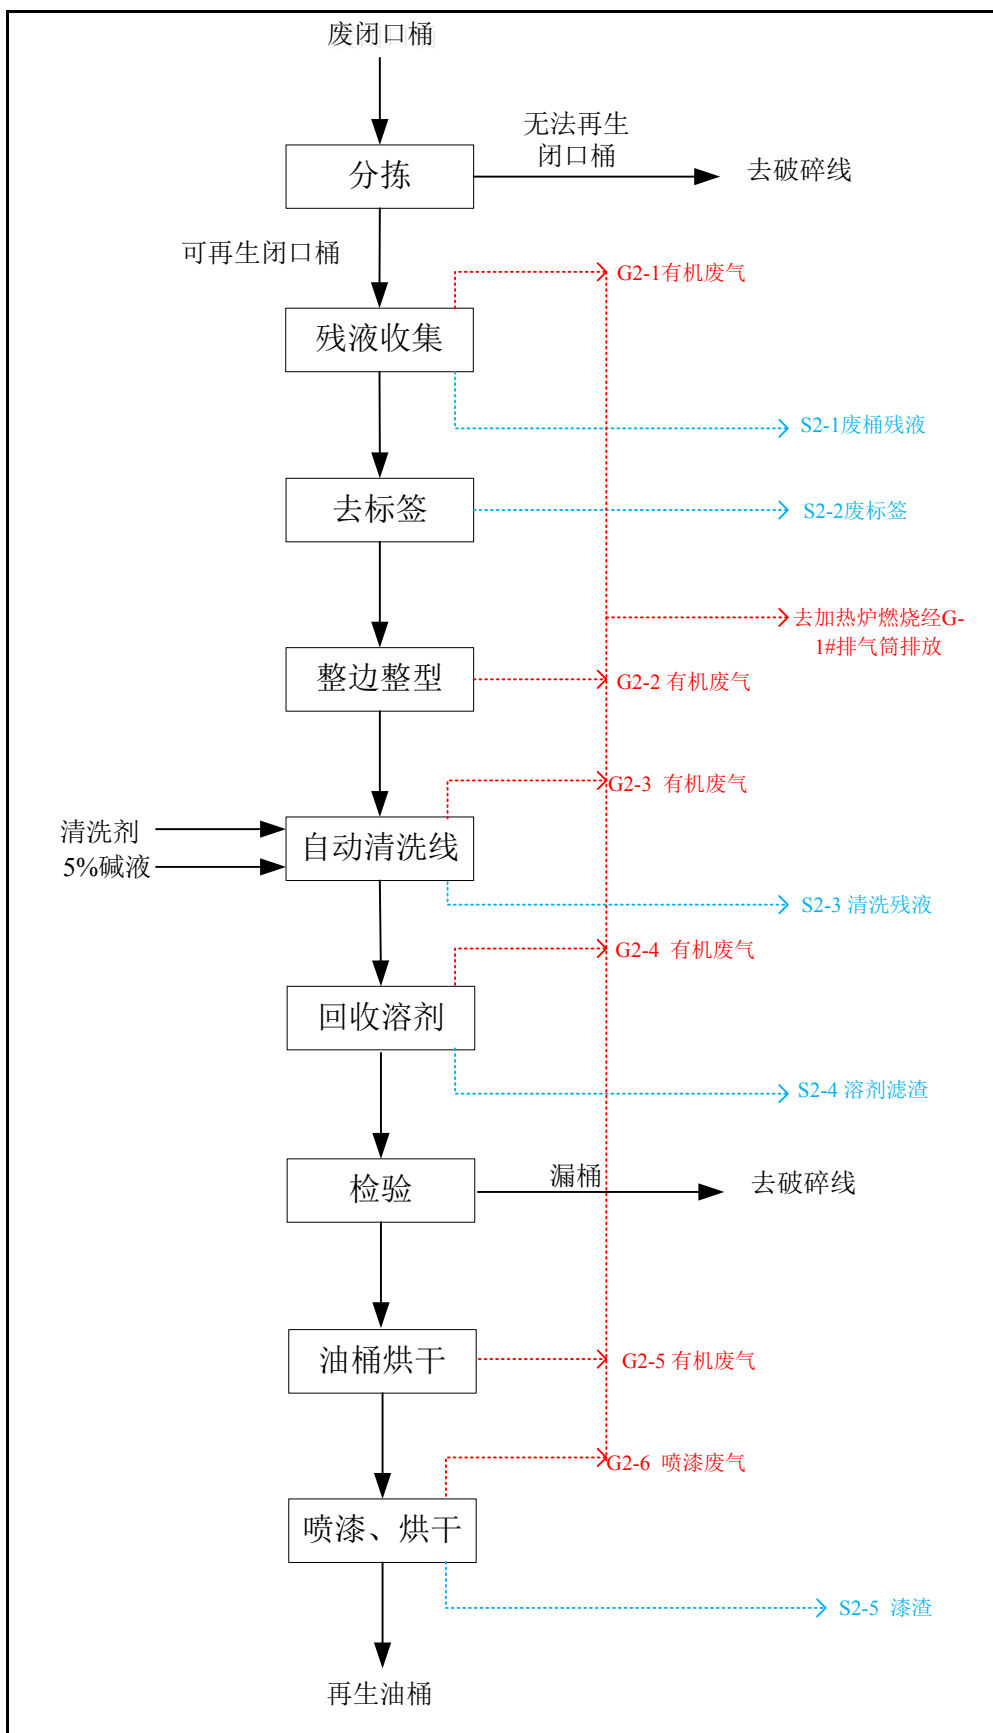 废闭口桶
无法再生
闭口桶
分拣
去破碎线
可再生闭口桶
G2-1有机废气
残液收集
S2-1废桶残液
去标签
S2-2废标签
去加热炉燃烧经G-
1#排气筒排放
整边整型
G2-2 有机废气
G2-3 有机废气
清洗剂
5%碱液
自动清洗线
S2-3 清洗残液
G2-4 有机废气
回收溶剂
S2-4 溶剂滤渣
检验
漏桶
去破碎线
油桶烘干
G2-5 有机废气
G2-6 喷漆废气
喷漆、烘干
S2-5 漆渣
再生油桶